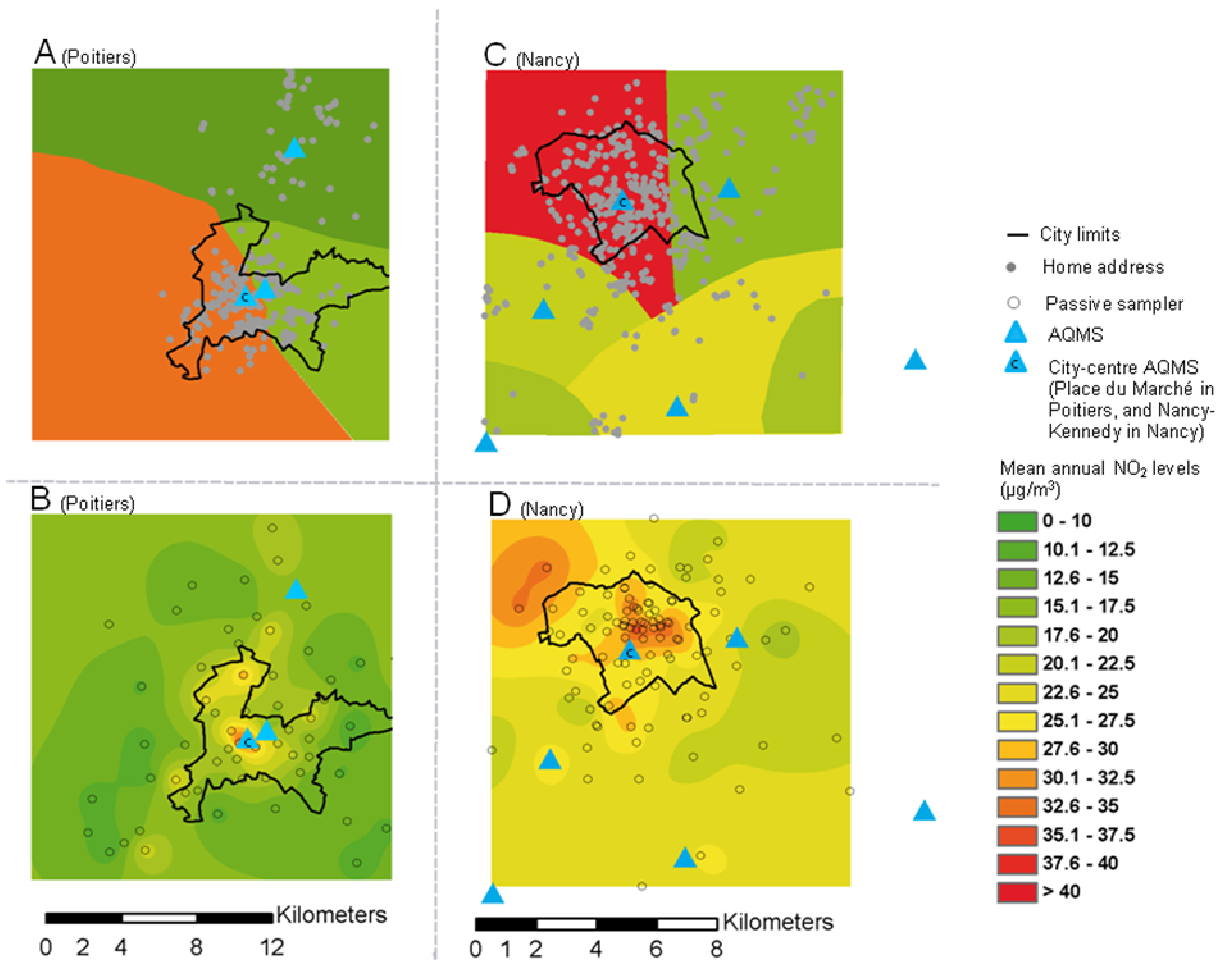 A (Poitiers)
C (Nancy)
C
C
City limits
Home address
Passive sampler
AQMS
C
City-centre AQMS
(Place du Marché in
Poitiers, and Nancy-
Kennedy in Nancy)
Mean annual NO₂ levels
(µg/m³)
0 - 10
10.1 - 12.5
12.6 - 15
15.1 - 17.5
17.6 - 20
20.1 - 22.5
22.6 - 25
25.1 - 27.5
27.6 - 30
30.1 - 32.5
32.6 - 35
35.1 - 37.5
37.6 - 40
> 40
B (Poitiers)
D (Nancy)
C
C
Kilometers
0 2 4 8 12
Kilometers
0 1 2 4 6 8